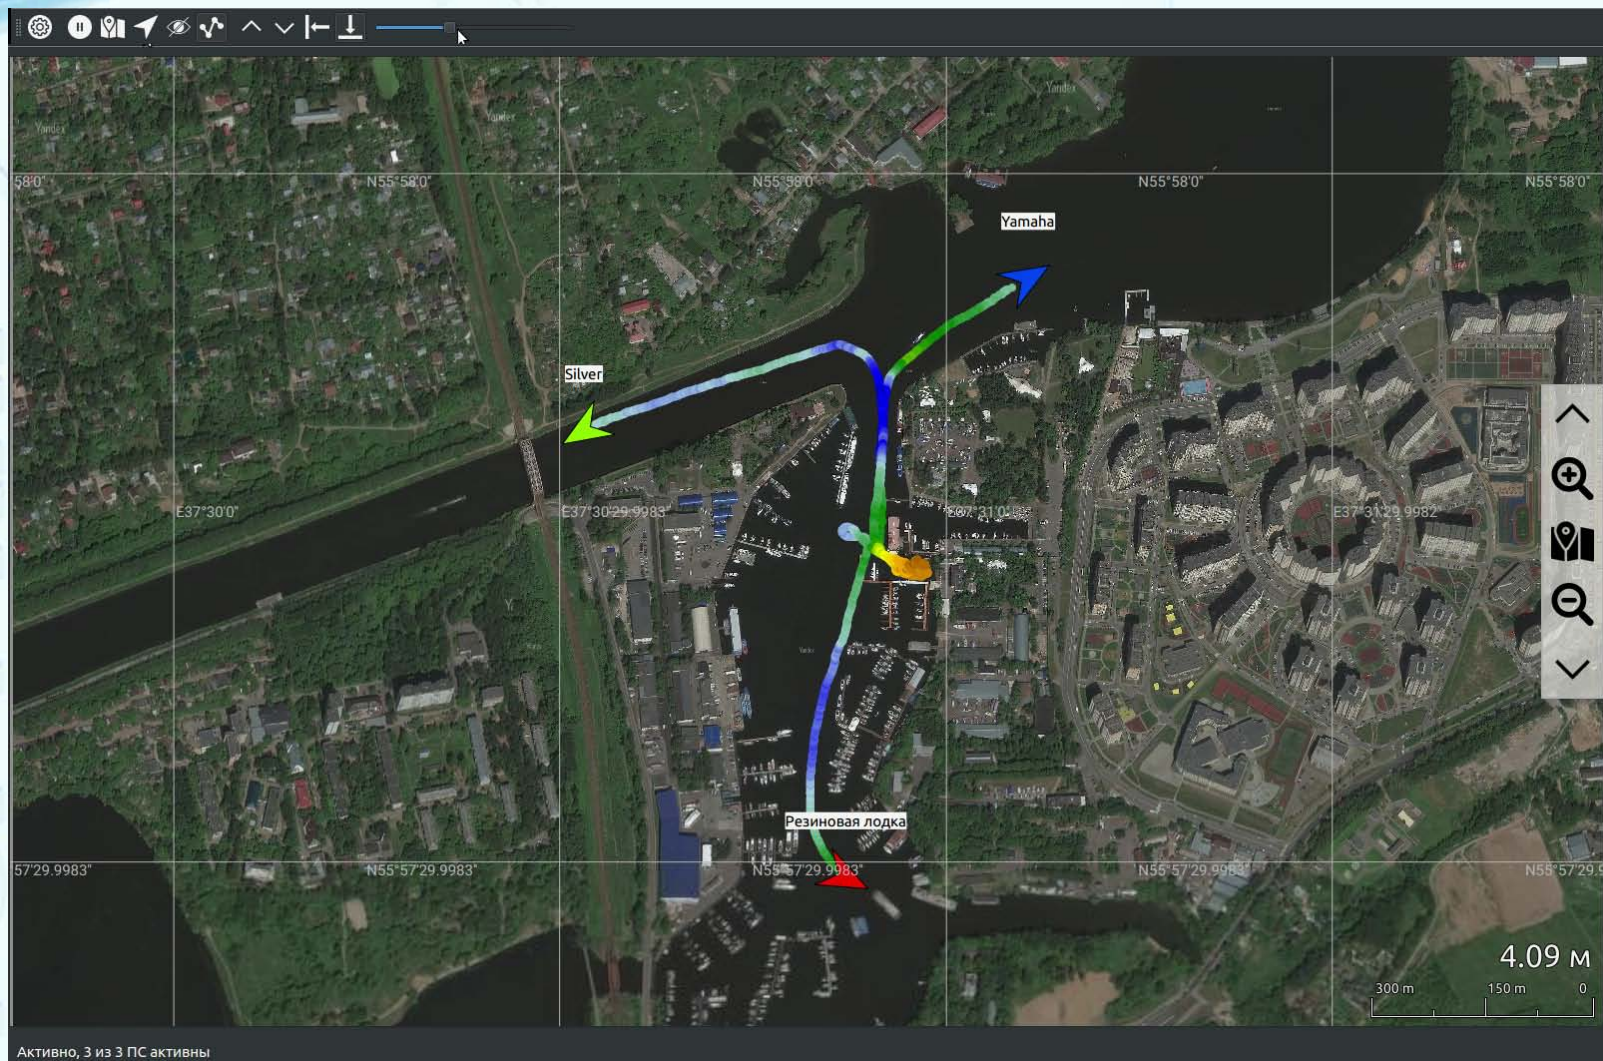 Yandex
Yandex
Yandex
58'0"
N55°58'0"
N55°58'0"
N55°58'0"
N55°58'0"
Yamaha
Silver
E37°30'0"
E37°30'29.9983"
E37°31'0"
E37°31'29.9982"
Резиновая лодка
57'29.9983"
N55°57'29.9983"
N55°57'29.9983"
N55°57'29.9983"
N55°57'29.9
4.09 м
300 m 150 m 0
Активно, 3 из 3 ПС активны